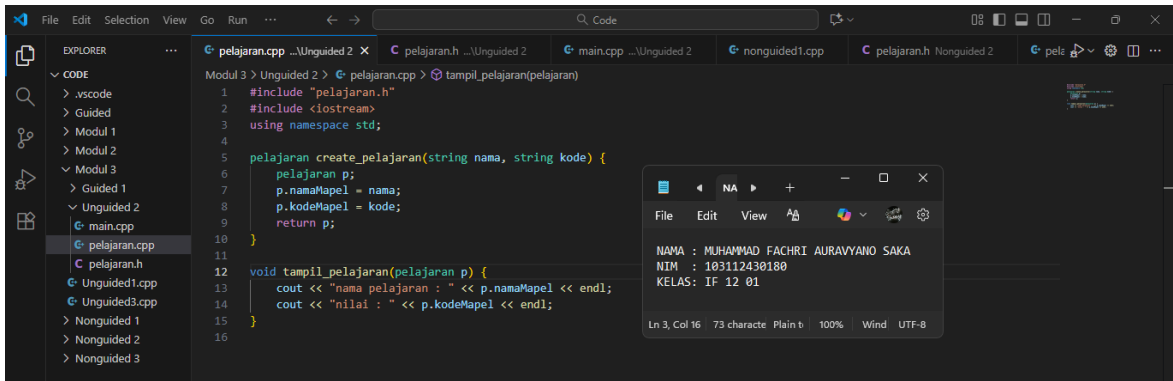 File Edit Selection View Go Run ... Code
EXPLORER ...
pelajaran.cpp ...\Unguided 2 pelajaran.h ...\Unguided 2 main.cpp ...\Unguided 2 nonguided1.cpp pelajaran.h Nonguided 2 pela
CODE
.vscode
Guided
Modul 1
Modul 2
Modul 3
Guided 1
Unguided 2
main.cpp
pelajaran.cpp
pelajaran.h
Unguided1.cpp
Unguided3.cpp
Nonguided 1
Nonguided 2
Nonguided 3
Modul 3 > Unguided 2 > pelajaran.cpp > tampil_pelajaran(pelajaran)
1 #include "pelajaran.h"
2 #include <iostream>
3 using namespace std;
4
5 pelajaran create_pelajaran(string nama, string kode) {
6 pelajaran p;
7 p.namaMapel = nama;
8 p.kodeMapel = kode;
9 return p;
10 }
11
12 void tampil_pelajaran(pelajaran p) {
13 cout << "nama pelajaran : " << p.namaMapel << endl;
14 cout << "nilai : " << p.kodeMapel << endl;
15 }
16
NA
File Edit View
NAMA : MUHAMMAD FACHRI AURAVYANO SAKA
NIM : 103112430180
KELAS: IF 12 01
Ln 3, Col 16 73 characte Plain t 100% Wind UTF-8